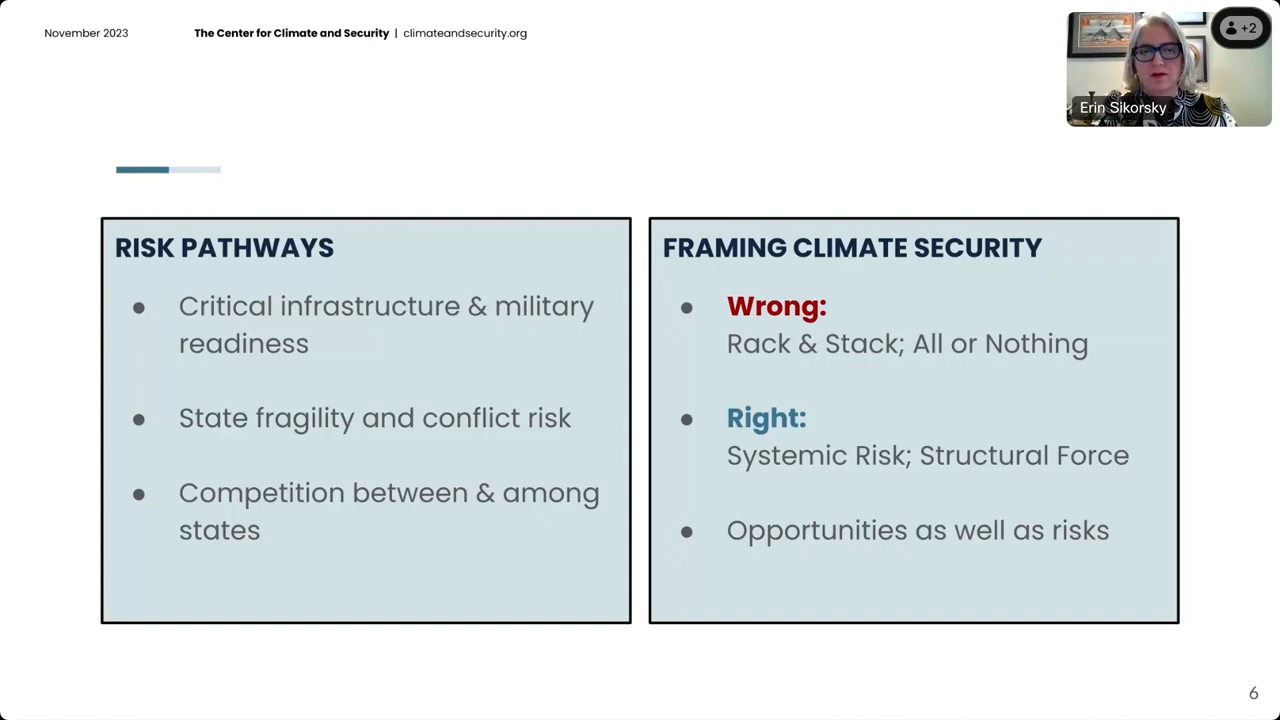 November 2023
The Center for Climate and Security | climateandsecurity.org
+2
Erin Sikorsky
RISK PATHWAYS
● Critical infrastructure & military
readiness
● State fragility and conflict risk
● Competition between & among
states
FRAMING CLIMATE SECURITY
● Wrong:
Rack & Stack; All or Nothing
● Right:
Systemic Risk; Structural Force
● Opportunities as well as risks
6